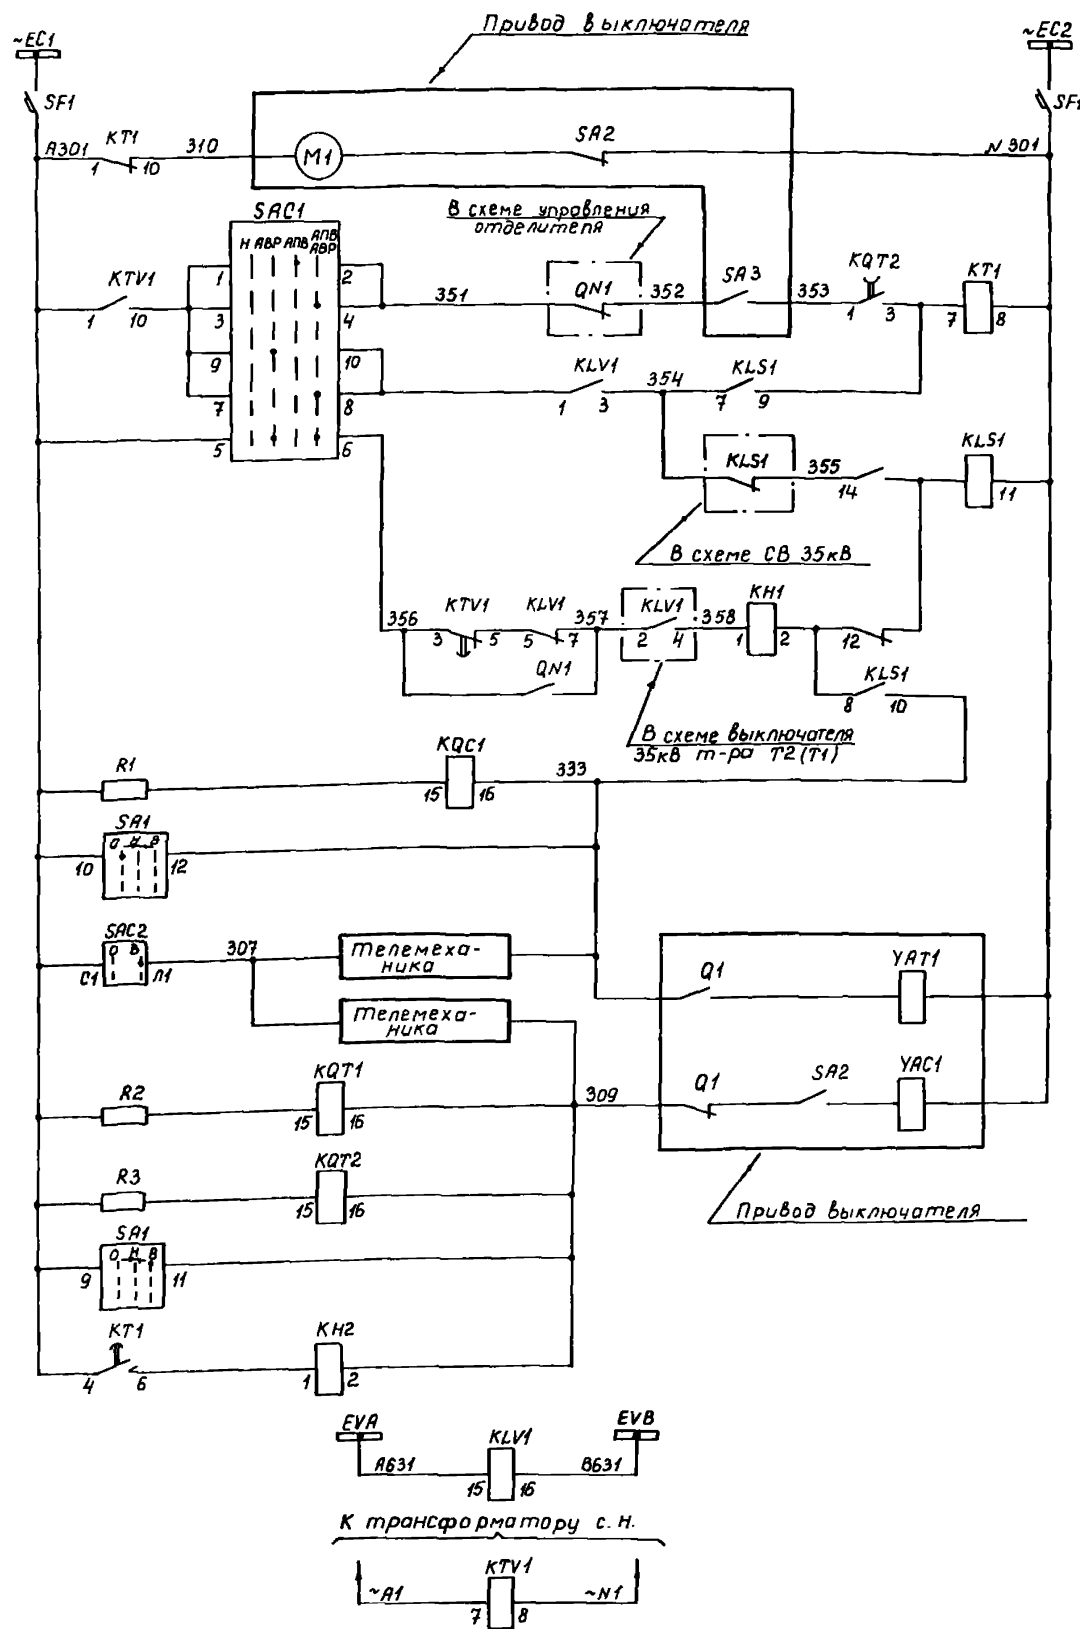 Привод выключателя
~EC1
~EC2
SF1
SF1
A301
KT1
1 10
310
M1
SA2
N301
В схеме управления
отделителя
SAC1
Н АВР АПВ АПВ
АВР
KTV1
1 10
1 2
3 4
9 10
7 8
5 6
351
QN1
352
SA3
353
KQT2
1 3
KT1
7 8
KLV1
1 3
354
KLS1
7 9
KLS1
355
14
KLS1
11
В схеме СВ 35кВ
356
KTV1
3 5
KLV1
5 7
357
KLV1
2 4
358
KH1
1 2
12
QN1
KLS1
8 10
В схеме выключателя
35кВ т-ра Т2(Т1)
R1
KQC1
15 16
333
SA1
О Н В
10 12
SAC2
О В
С1 Л1
307
Телемеха-
ника
Телемеха-
ника
Q1
YAT1
R2
KQT1
15 16
309
Q1
SA2
YAC1
R3
KQT2
15 16
Привод выключателя
SA1
О Н В
9 11
KT1
4 6
KH2
1 2
EVA
EVB
A631
KLV1
15 16
B631
К трансформатору с.н.
~A1
KTV1
7 8
~N1